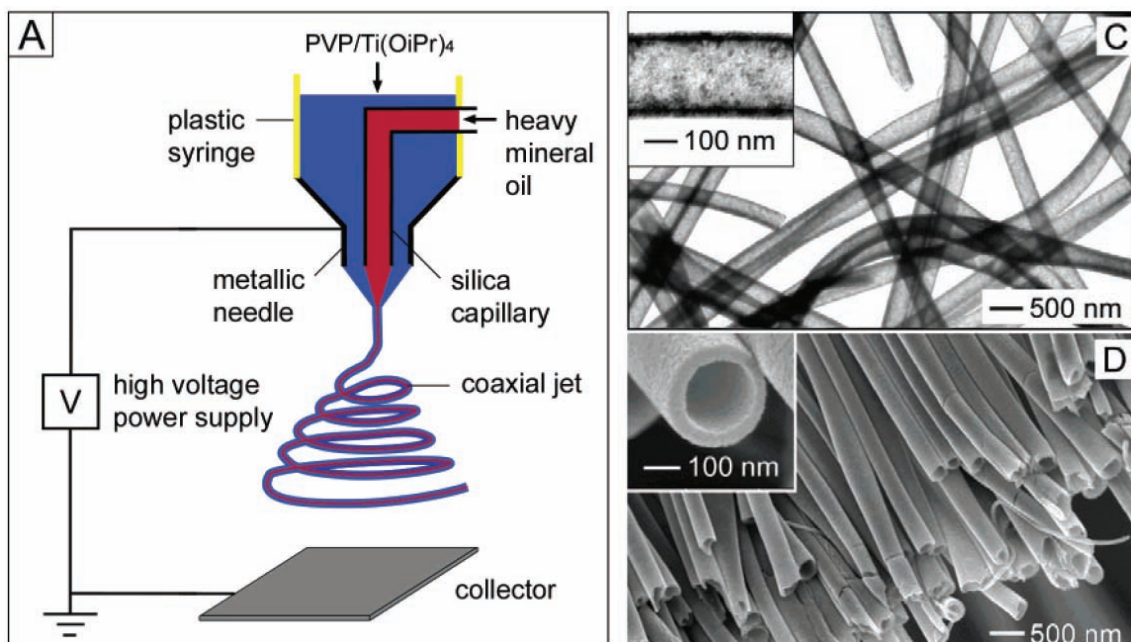 A
PVP/Ti(OiPr)₄
plastic
syringe
heavy
mineral
oil
metallic
needle
silica
capillary
V
high voltage
power supply
coaxial jet
collector
C
100 nm
500 nm
D
100 nm
500 nm